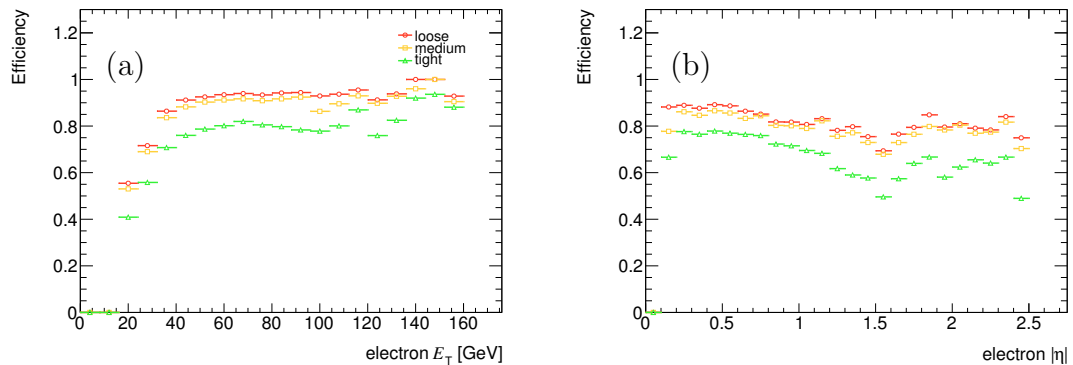 Efficiency
1.2
1
0.8
0.6
0.4
0.2
0
(a)
loose
medium
tight
0 20 40 60 80 100 120 140 160
electron E_T [GeV]
Efficiency
1.2
1
0.8
0.6
0.4
0.2
0
(b)
0 0.5 1 1.5 2 2.5
electron |η|